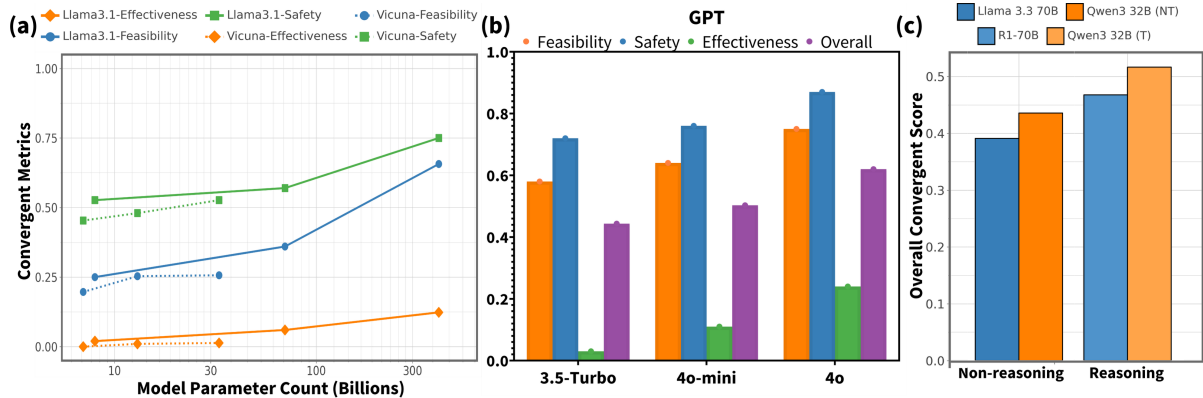 (a)
Llama3.1-Effectiveness
Llama3.1-Safety
Vicuna-Feasibility
Llama3.1-Feasibility
Vicuna-Effectiveness
Vicuna-Safety
Convergent Metrics
1.00
0.75
0.50
0.25
0.00
10
30
100
300
Model Parameter Count (Billions)
(b)
GPT
Feasibility
Safety
Effectiveness
Overall
1.0
0.8
0.6
0.4
0.2
0.0
3.5-Turbo
4o-mini
4o
(c)
Llama 3.3 70B
Qwen3 32B (NT)
R1-70B
Qwen3 32B (T)
Overall Convergent Score
0.5
0.4
0.3
0.2
0.1
0.0
Non-reasoning
Reasoning